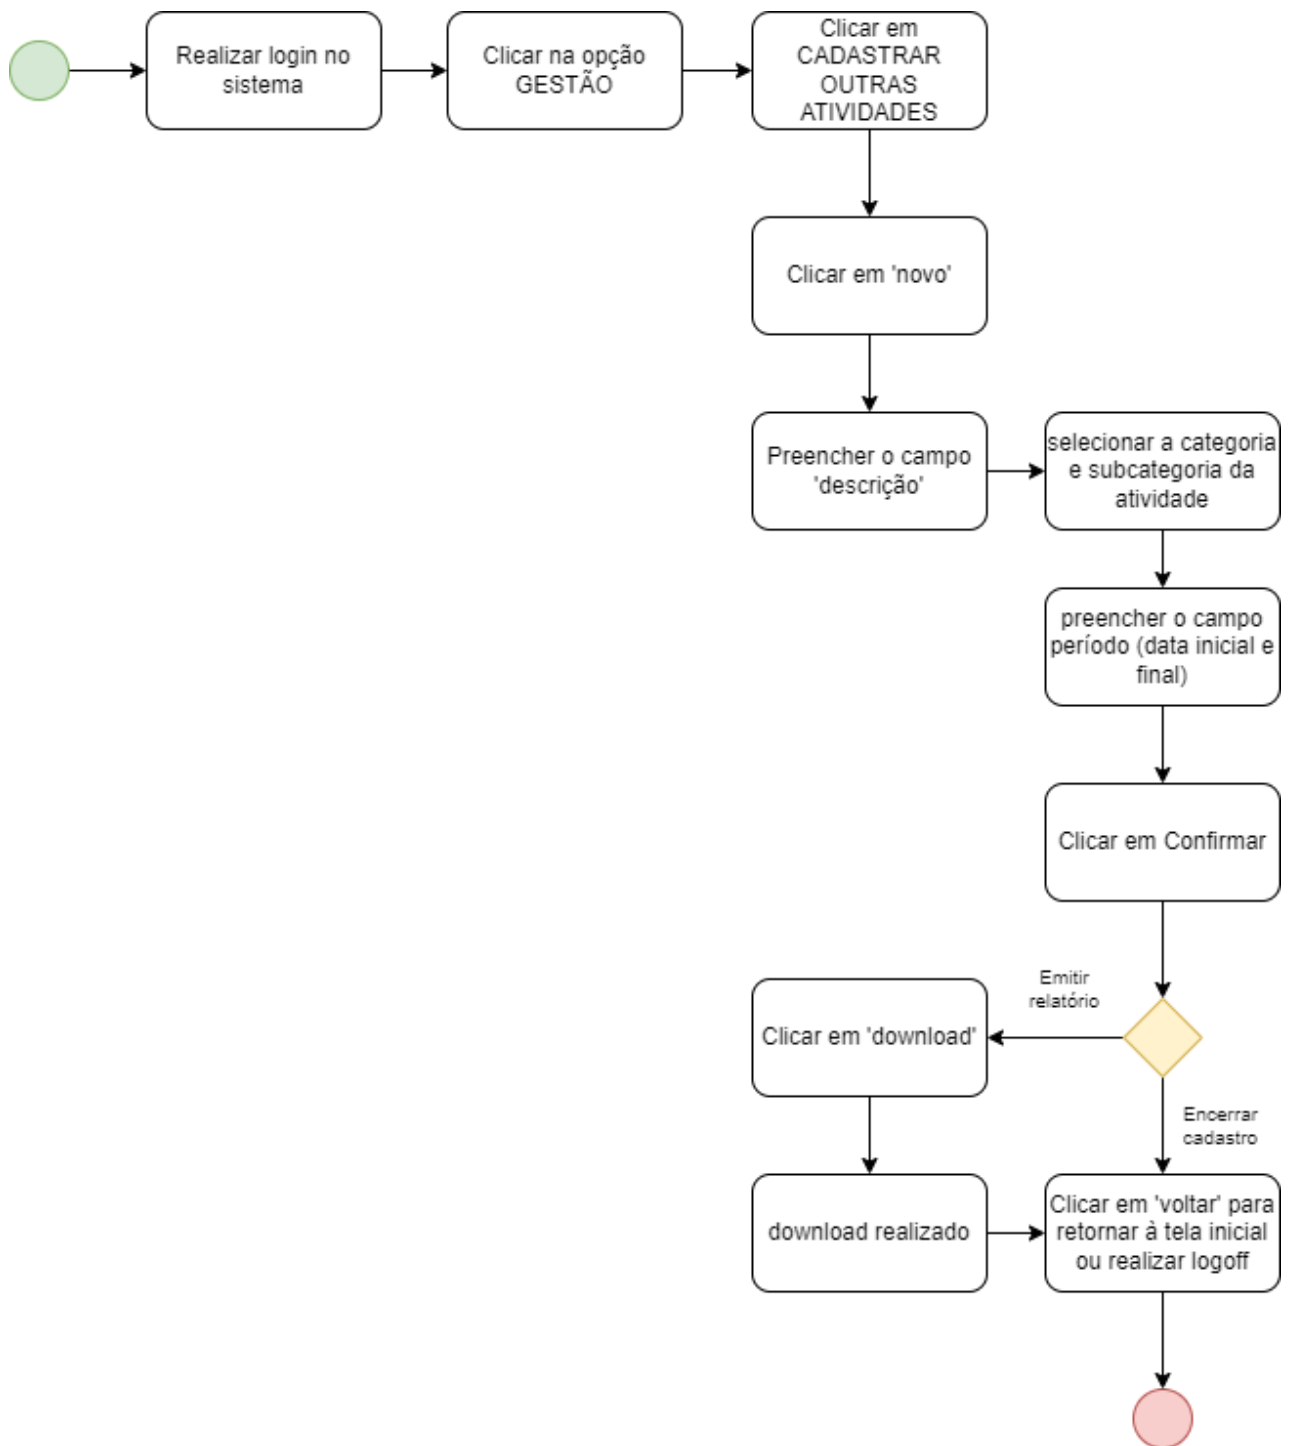 Realizar login no
sistema
Clicar na opção
GESTÃO
Clicar em
CADASTRAR
OUTRAS
ATIVIDADES
Clicar em 'novo'
Preencher o campo
'descrição'
selecionar a categoria
e subcategoria da
atividade
preencher o campo
período (data inicial e
final)
Clicar em Confirmar
Emitir
relatório
Clicar em 'download'
Encerrar
cadastro
download realizado
Clicar em 'voltar' para
retornar à tela inicial
ou realizar logoff